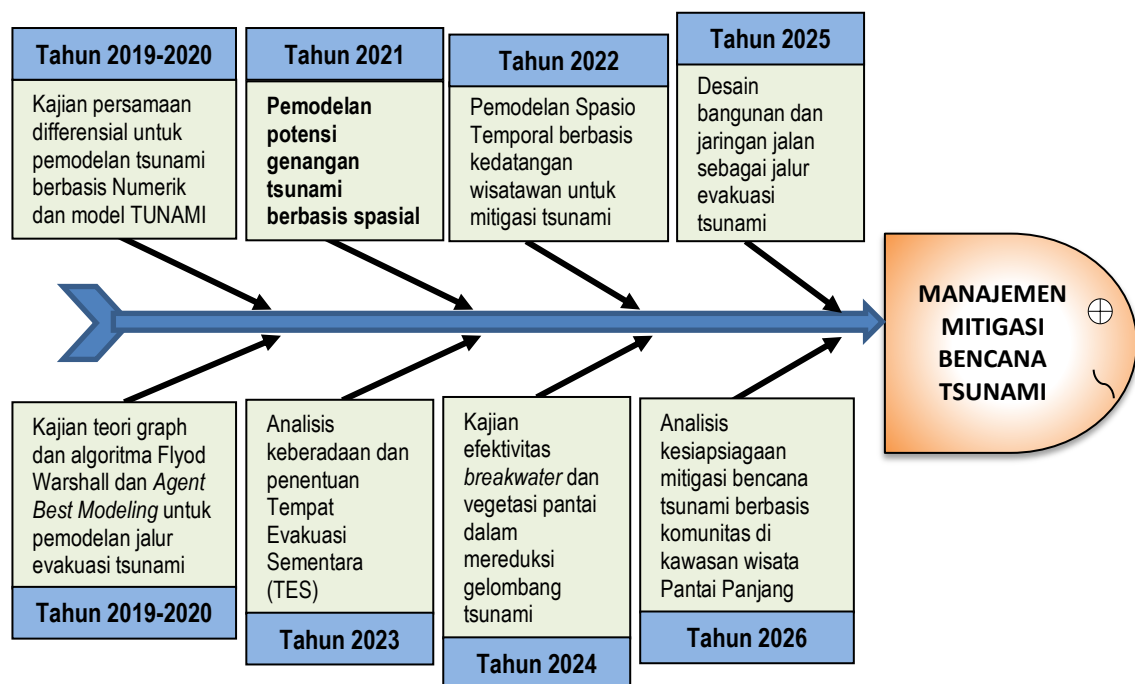 Tahun 2019-2020
Kajian persamaan
differensial untuk
pemodelan tsunami
berbasis Numerik
dan model TUNAMI
Tahun 2021
Pemodelan
potensi
genangan
tsunami
berbasis spasial
Tahun 2022
Pemodelan Spasio
Temporal berbasis
kedatangan
wisatawan untuk
mitigasi tsunami
Tahun 2025
Desain
bangunan dan
jaringan jalan
sebagai jalur
evakuasi
tsunami
MANAJEMEN
MITIGASI
BENCANA
TSUNAMI
Kajian teori graph
dan algoritma Flyod
Warshall dan Agent
Best Modeling untuk
pemodelan jalur
evakuasi tsunami
Tahun 2019-2020
Analisis
keberadaan dan
penentuan
Tempat
Evakuasi
Sementara
(TES)
Tahun 2023
Kajian
efektivitas
breakwater dan
vegetasi pantai
dalam
mereduksi
gelombang
tsunami
Tahun 2024
Analisis
kesiapsiagaan
mitigasi bencana
tsunami berbasis
komunitas di
kawasan wisata
Pantai Panjang
Tahun 2026